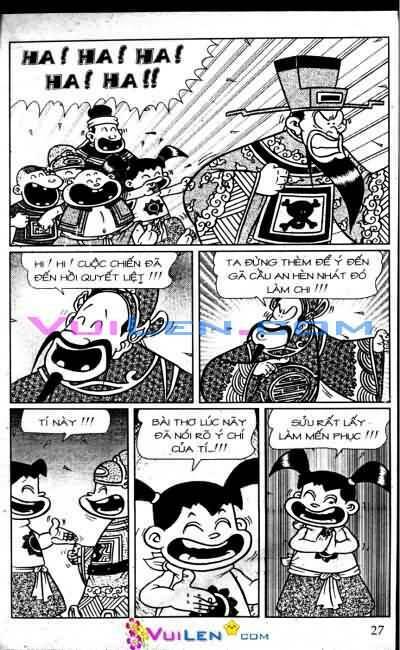 HA! HA! HA!
HA! HA!!
HI! HI! CUỘC CHIẾN ĐÃ
ĐẾN HỒI QUYẾT LIỆT !!!
TA ĐỪNG THÈM ĐỂ Ý ĐẾN
GÃ CẦU AN HÈN NHÁT ĐÓ
LÀM CHI !!!
VUILEN.COM
TÍ NÀY !!!
BÀI THƠ LÚC NÃY
ĐÃ NÓI RÕ Ý CHÍ
CỦA TÍ..!!!
SỬU RẤT LẤY
LÀM MẾN PHỤC !!!
27
VUILEN.COM